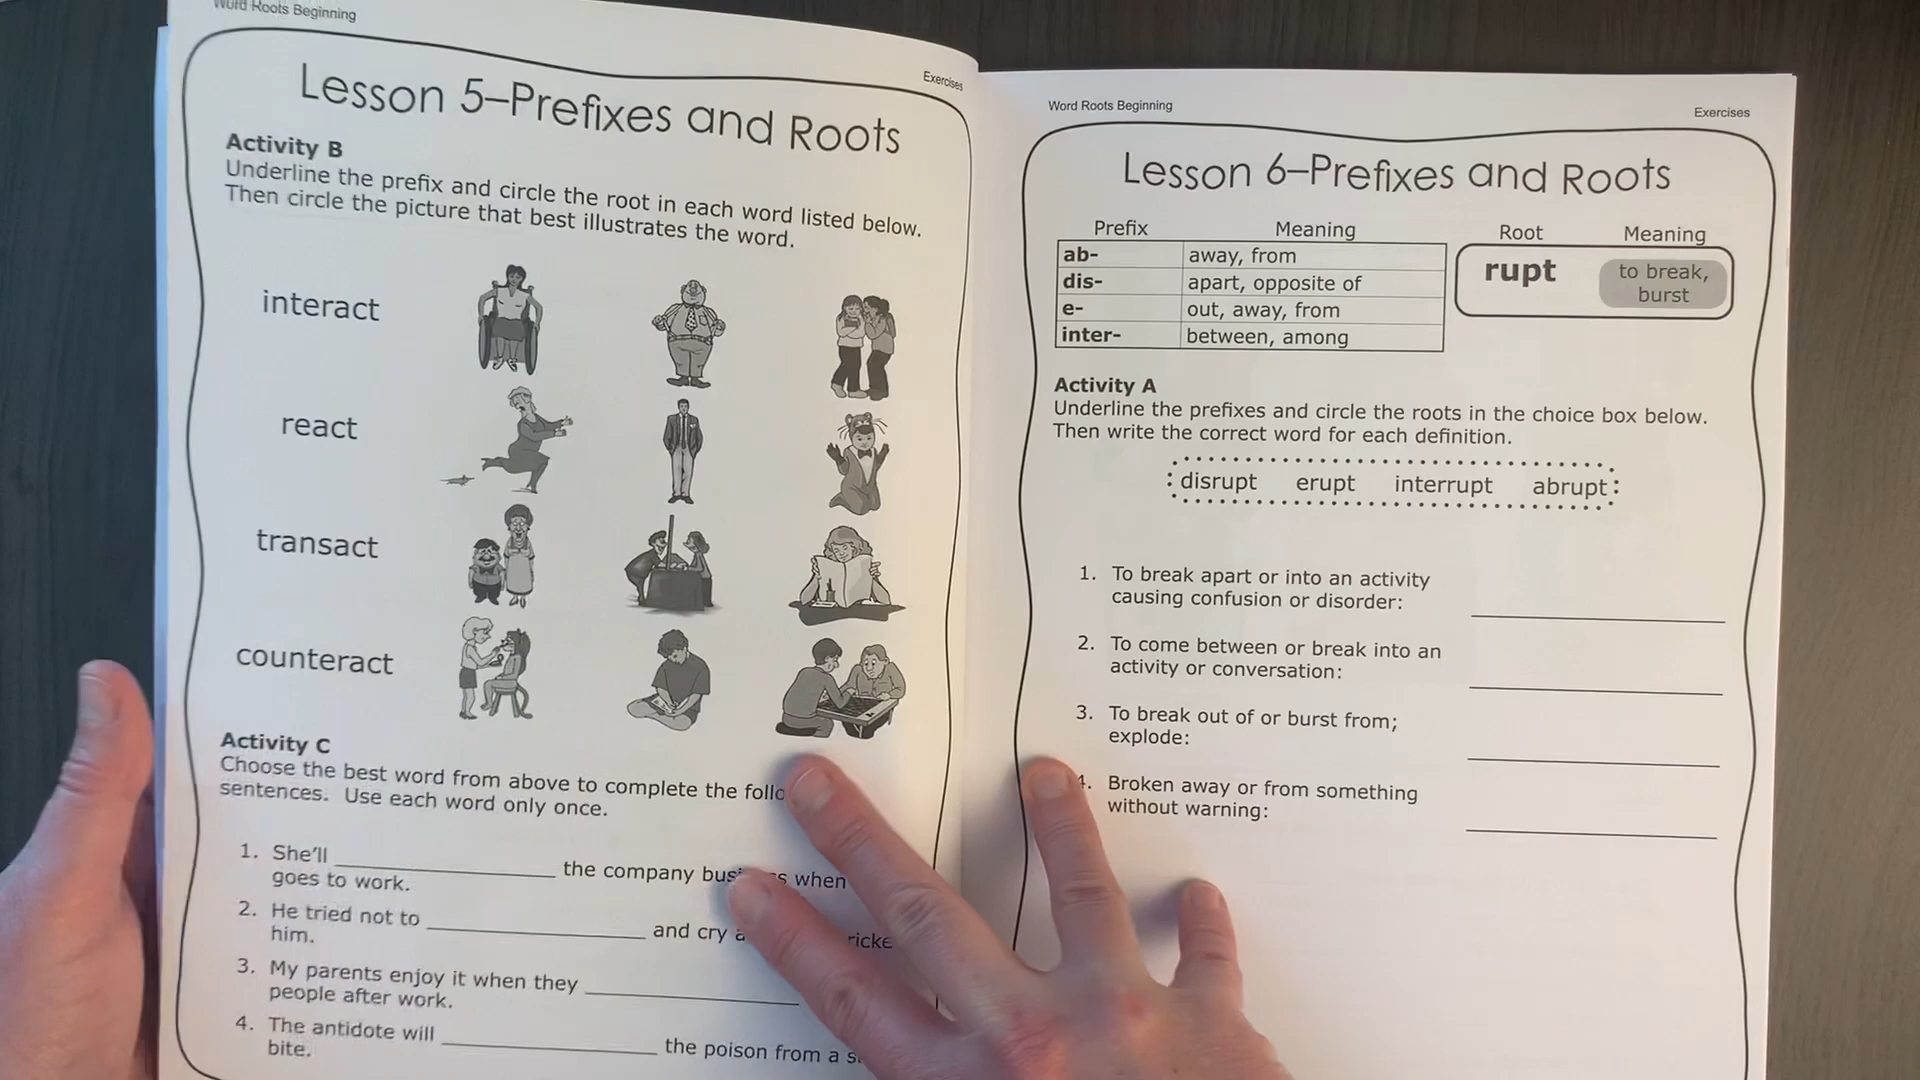 Word Roots Beginning
Exercises
Lesson 5–Prefixes and Roots
Activity B
Underline the prefix and circle the root in each word listed below.
Then circle the picture that best illustrates the word.
interact
react
transact
counteract
Activity C
Choose the best word from above to complete the
sentences. Use each word only once.
1. She'll ____________ the company when
goes to work.
2. He tried not to ____________ and cry
him.
3. My parents enjoy it when they ____________
people after work.
4. The antidote will ____________ the poison from a
bite.
Word Roots Beginning
Exercises
Lesson 6–Prefixes and Roots
Prefix Meaning
ab- away, from
dis- apart, opposite of
e- out, away, from
inter- between, among
Root Meaning
rupt to break,
burst
Activity A
Underline the prefixes and circle the roots in the choice box below.
Then write the correct word for each definition.
disrupt erupt interrupt abrupt
1. To break apart or into an activity
causing confusion or disorder: ____________
2. To come between or break into an
activity or conversation: ____________
3. To break out of or burst from;
explode: ____________
4. Broken away or from something
without warning: ____________